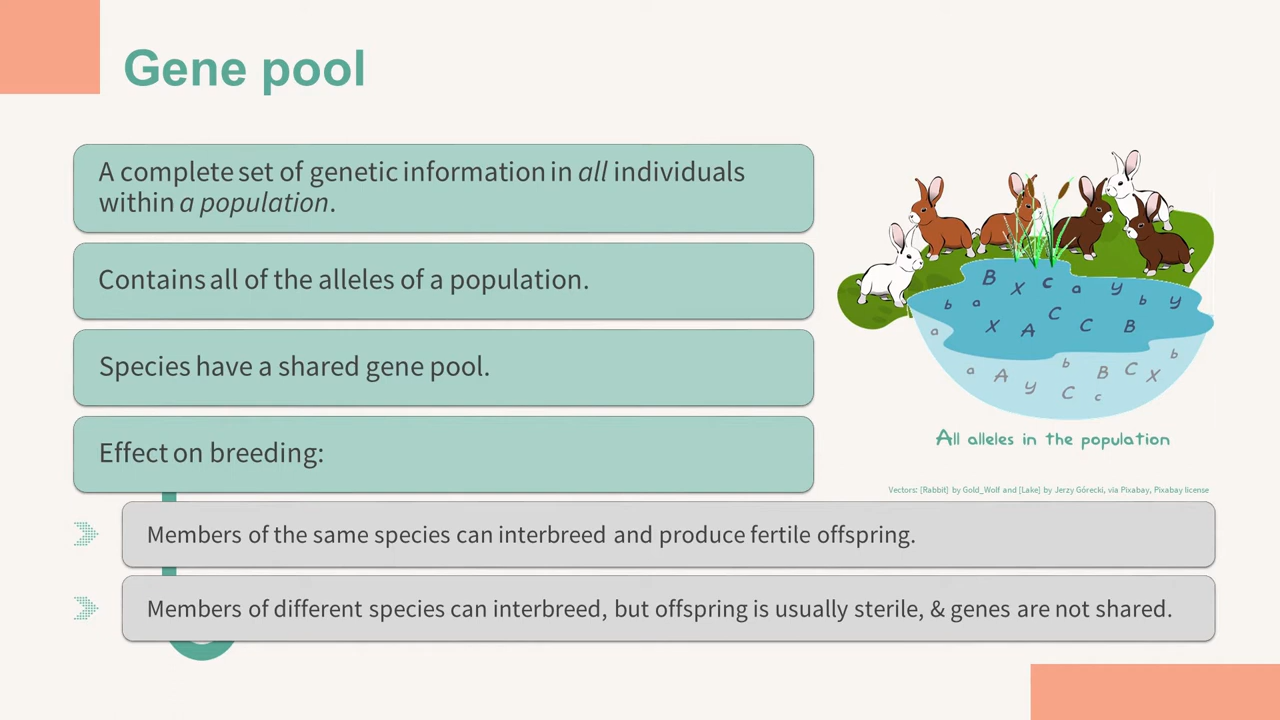 Gene pool
A complete set of genetic information in all individuals
within a population.
Contains all of the alleles of a population.
Species have a shared gene pool.
Effect on breeding:
Members of the same species can interbreed and produce fertile offspring.
Members of different species can interbreed, but offspring is usually sterile, & genes are not shared.
B X c a y b y
b a C
X A C B
a
b b
a A y B C X
C c
All alleles in the population
Vectors: [Rabbit] by Gold_Wolf and [Lake] by Jerzy Górecki, via Pixabay, Pixabay license